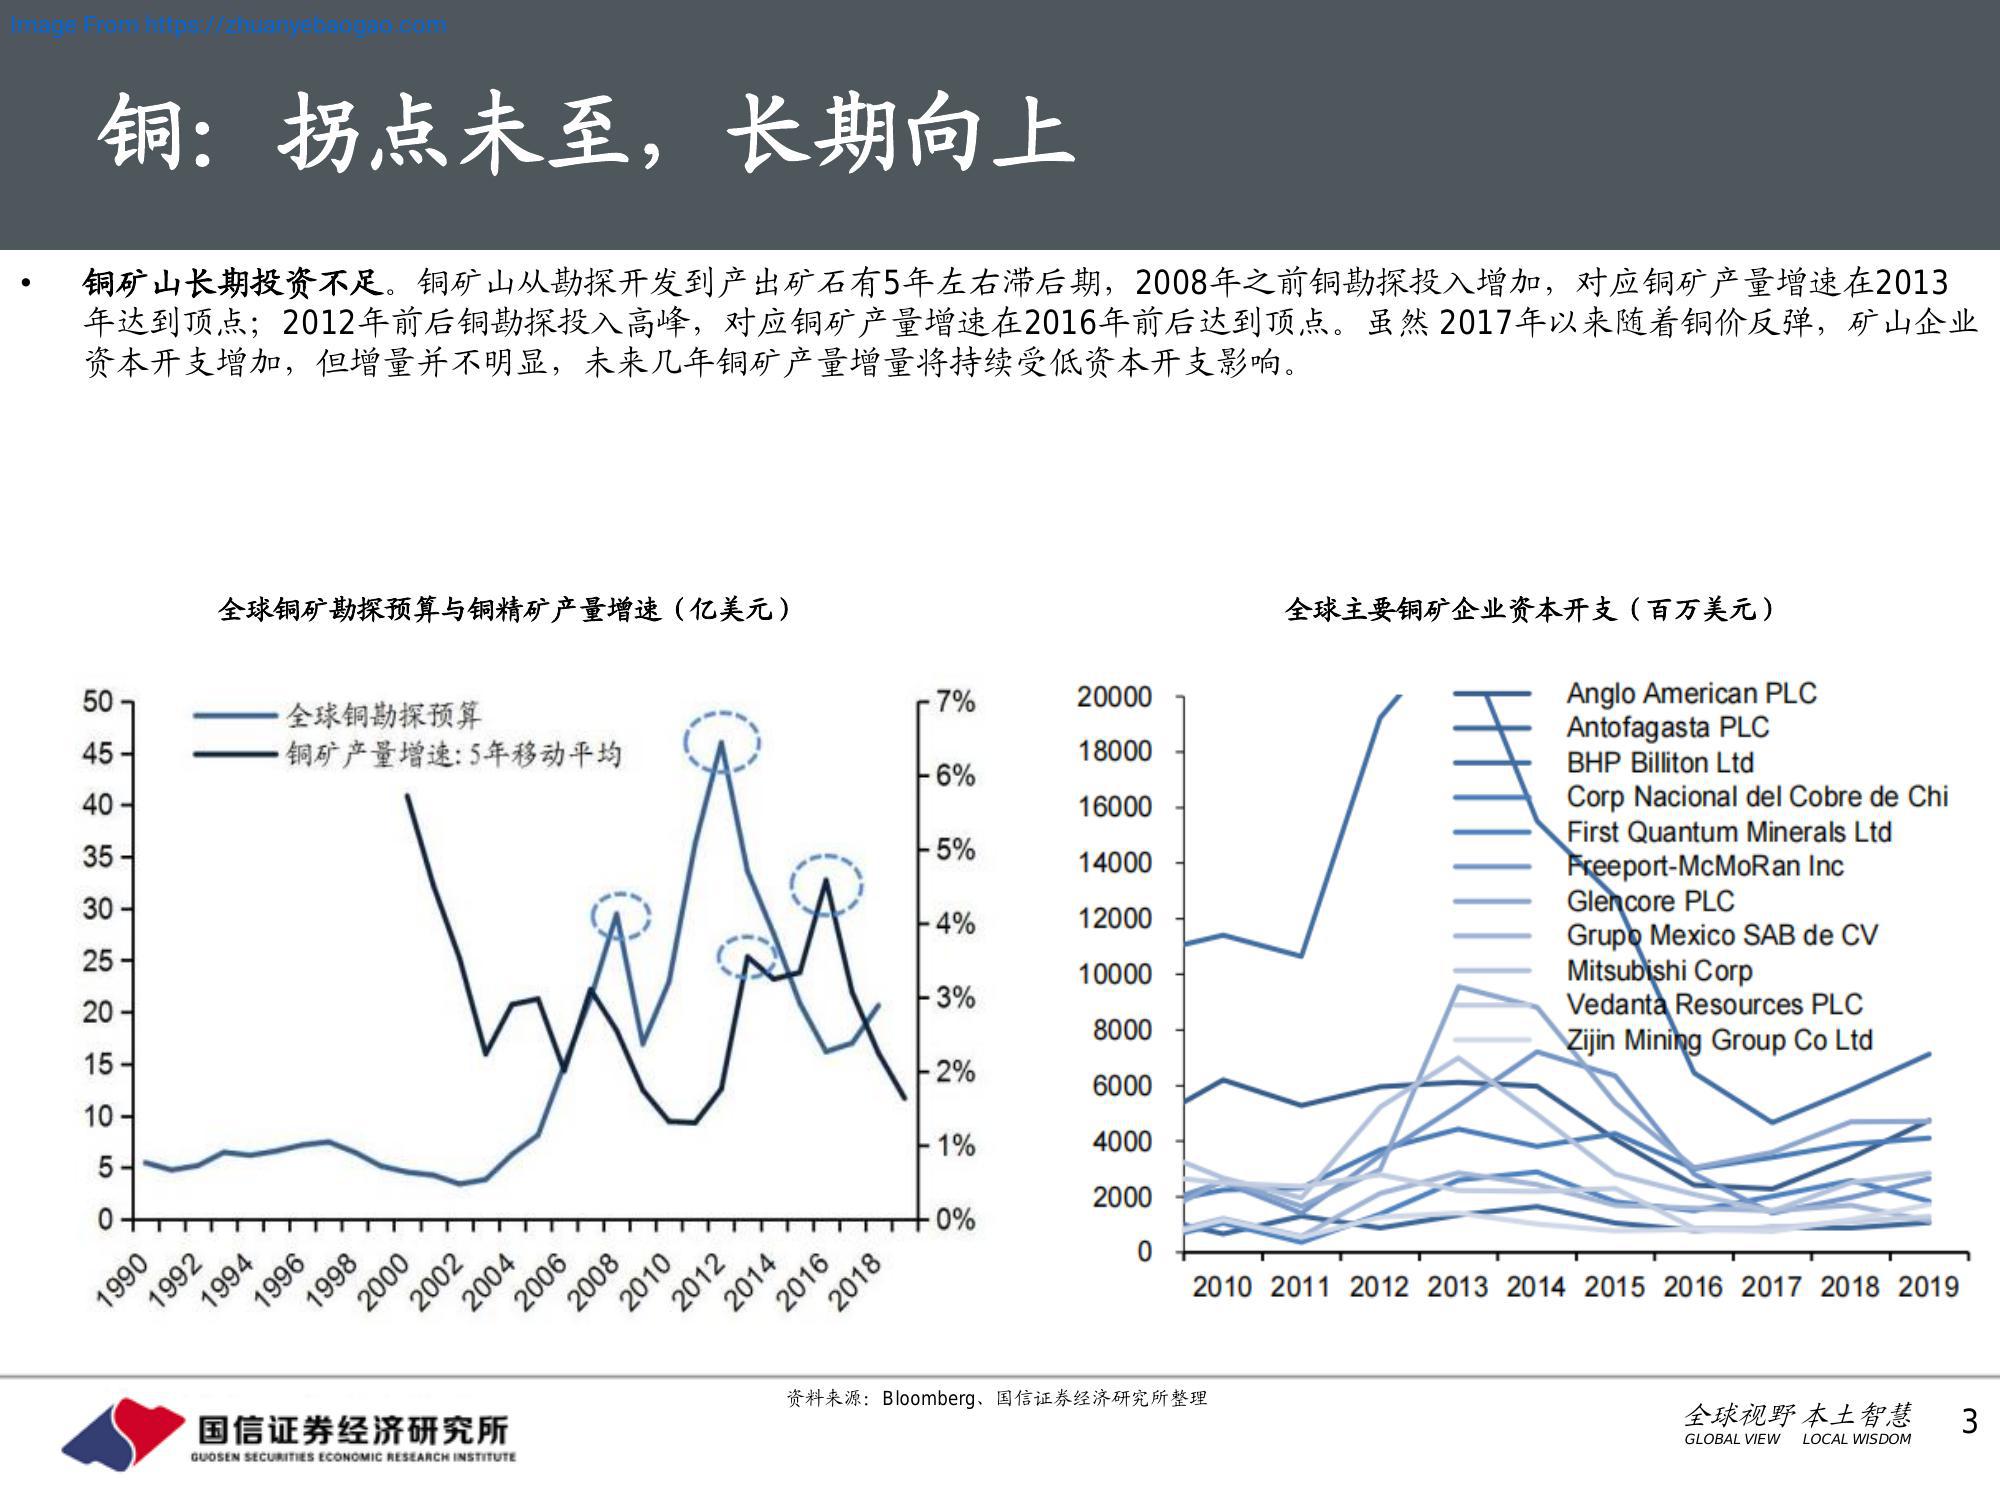 Image From https://zhuanyebaogao.com
铜：拐点未至，长期向上
• 铜矿山长期投资不足。铜矿山从勘探开发到产出矿石有5年左右滞后期，2008年之前铜勘探投入增加，对应铜矿产量增速在2013
年达到顶点；2012年前后铜勘探投入高峰，对应铜矿产量增速在2016年前后达到顶点。虽然 2017年以来随着铜价反弹，矿山企业
资本开支增加，但增量并不明显，未来几年铜矿产量增量将持续受低资本开支影响。
全球铜矿勘探预算与铜精矿产量增速（亿美元）
50
45
40
35
30
25
20
15
10
5
0
全球铜勘探预算
铜矿产量增速：5年移动平均
7%
6%
5%
4%
3%
2%
1%
0%
1990 1992 1994 1996 1998 2000 2002 2004 2006 2008 2010 2012 2014 2016 2018
全球主要铜矿企业资本开支（百万美元）
20000
18000
16000
14000
12000
10000
8000
6000
4000
2000
0
Anglo American PLC
Antofagasta PLC
BHP Billiton Ltd
Corp Nacional del Cobre de Chi
First Quantum Minerals Ltd
Freeport-McMoRan Inc
Glencore PLC
Grupo Mexico SAB de CV
Mitsubishi Corp
Vedanta Resources PLC
Zijin Mining Group Co Ltd
2010 2011 2012 2013 2014 2015 2016 2017 2018 2019
资料来源：Bloomberg、国信证券经济研究所整理
国信证券经济研究所
GUOSEN SECURITIES ECONOMIC RESEARCH INSTITUTE
全球视野 本土智慧
GLOBAL VIEW LOCAL WISDOM
3